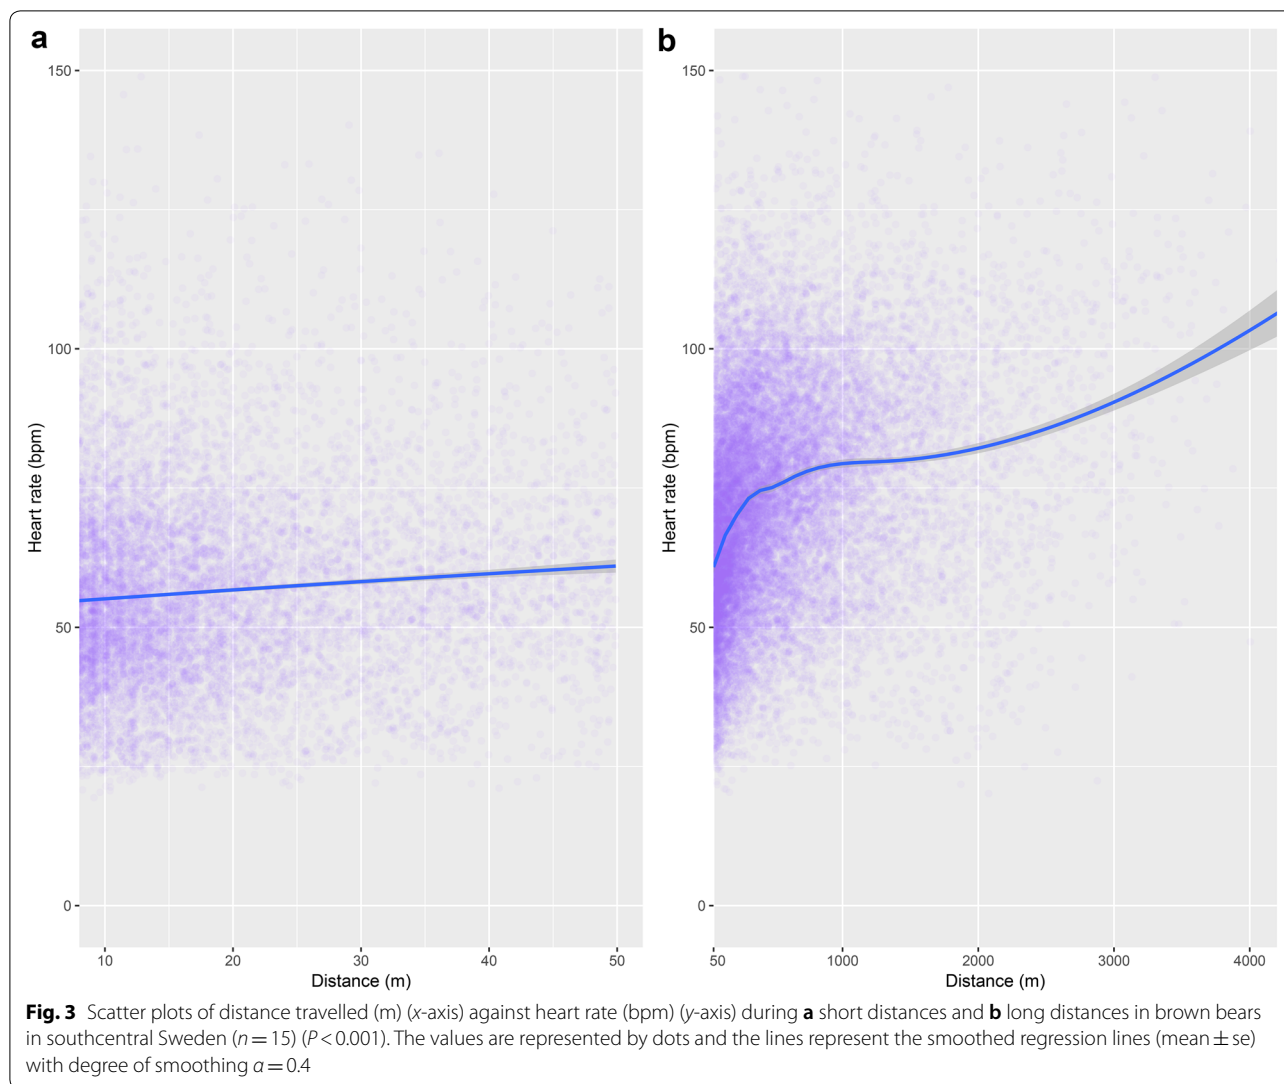 a
150
100
50
0
Heart rate (bpm)
10 20 30 40 50
Distance (m)
b
150
100
50
0
Heart rate (bpm)
50 1000 2000 3000 4000
Distance (m)
Fig. 3 Scatter plots of distance travelled (m) (x-axis) against heart rate (bpm) (y-axis) during a short distances and b long distances in brown bears
in southcentral Sweden (n = 15) (P < 0.001). The values are represented by dots and the lines represent the smoothed regression lines (mean ± se)
with degree of smoothing α = 0.4